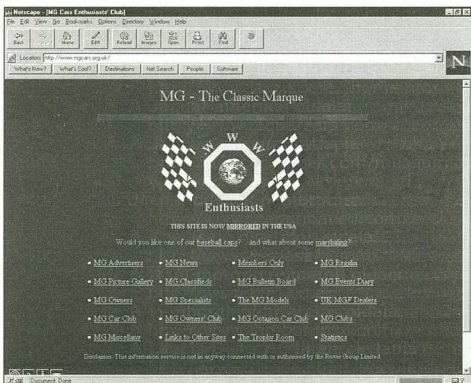 Netscape - [MG Cars Enthusiasts' Club]
File Edit View Go Bookmarks Options Directory Window Help
Back Home Edit Reload Images Open Print Find
Location: http://www.mgcars.org.uk/
N
What's New? What's Cool? Destinations Net Search People Software
MG - The Classic Marque
W W W
Enthusiasts
THIS SITE IS NOW MIRRORED IN THE USA
Would you like one of our baseball caps? and what about some marshaling?
• MG Advertisers • MG News • Members Only • MG Regalia
• MG Picture Gallery • MG Classifieds • MG Bulletin Board • MG Events Diary
• MG Owners • MG Specialists • The MG Models • UK MGF Dealers
• MG Car Club • MG Owners' Club • MG Octagon Car Club • MG Clubs
• MG Miscellany • Links to Other Sites • The Trophy Room • Statistics
Disclaimer: This information service is not in anyway connected with or authorised by the Rover Group Limited
Document: Done